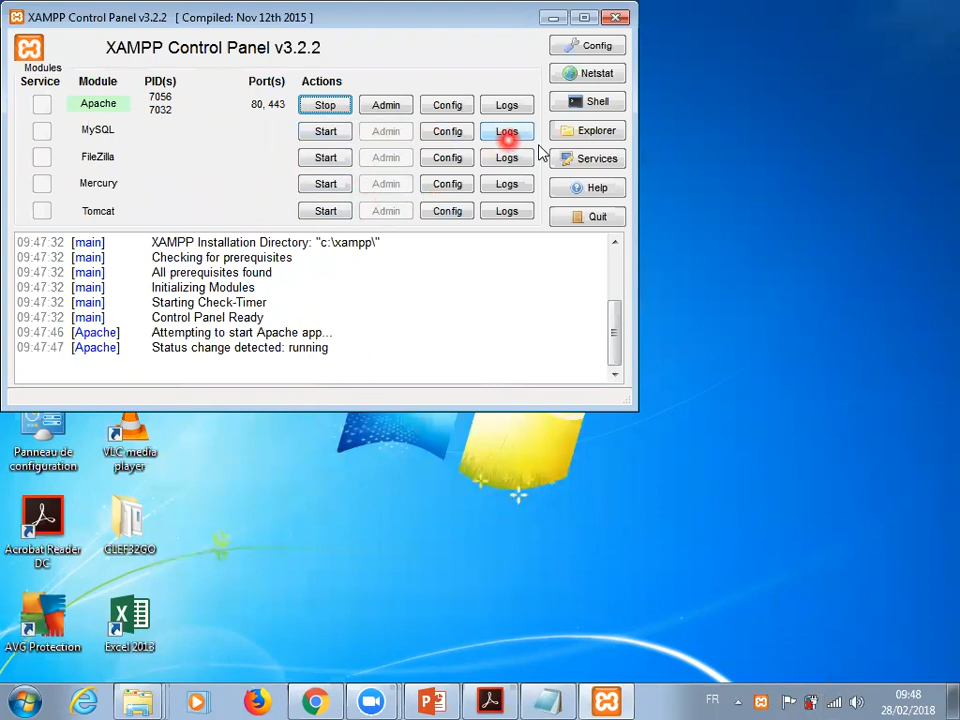 XAMPP Control Panel v3.2.2 [ Compiled: Nov 12th 2015 ]
XAMPP Control Panel v3.2.2
Config
Modules
Service Module PID(s) Port(s) Actions
Netstat
Apache 7056 7032 80, 443 Stop Admin Config Logs
Shell
MySQL Start Admin Config Logs
Explorer
FileZilla Start Admin Config Logs
Services
Mercury Start Admin Config Logs
Help
Tomcat Start Admin Config Logs
Quit
09:47:32 [main] XAMPP Installation Directory: "c:\xampp\"
09:47:32 [main] Checking for prerequisites
09:47:32 [main] All prerequisites found
09:47:32 [main] Initializing Modules
09:47:32 [main] Starting Check-Timer
09:47:32 [main] Control Panel Ready
09:47:46 [Apache] Attempting to start Apache app...
09:47:47 [Apache] Status change detected: running
Panneau de
configuration
VLC media
player
Acrobat Reader
DC
CLEF32GO
AVG Protection
Excel 2013
FR
09:48
28/02/2018